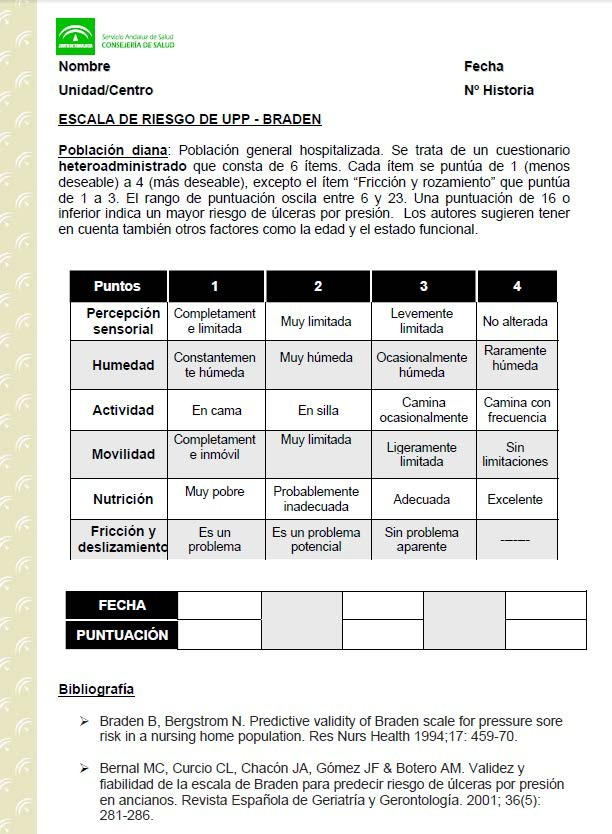 Servicio Andaluz de Salud
CONSEJERÍA DE SALUD
JUNTA DE ANDALUCIA
Nombre Fecha
Unidad/Centro Nº Historia
ESCALA DE RIESGO DE UPP - BRADEN
Población diana: Población general hospitalizada. Se trata de un cuestionario
heteroadministrado que consta de 6 ítems. Cada ítem se puntúa de 1 (menos
deseable) a 4 (más deseable), excepto el ítem “Fricción y rozamiento” que puntúa
de 1 a 3. El rango de puntuación oscila entre 6 y 23. Una puntuación de 16 o
inferior indica un mayor riesgo de úlceras por presión. Los autores sugieren tener
en cuenta también otros factores como la edad y el estado funcional.
Puntos 1 2 3 4
Percepción
sensorial
Completament
e limitada
Muy limitada
Levemente
limitada
No alterada
Humedad
Constantemen
te húmeda
Muy húmeda
Ocasionalmente
húmeda
Raramente
húmeda
Actividad
En cama
En silla
Camina
ocasionalmente
Camina con
frecuencia
Movilidad
Completament
e inmóvil
Muy limitada
Ligeramente
limitada
Sin
limitaciones
Nutrición
Muy pobre
Probablemente
inadecuada
Adecuada
Excelente
Fricción y
deslizamiento
Es un
problema
Es un problema
potencial
Sin problema
aparente
-------
FECHA
PUNTUACIÓN
Bibliografía
➢ Braden B, Bergstrom N. Predictive validity of Braden scale for pressure sore
risk in a nursing home population. Res Nurs Health 1994;17: 459-70.
➢ Bernal MC, Curcio CL, Chacón JA, Gómez JF & Botero AM. Validez y
fiabilidad de la escala de Braden para predecir riesgo de úlceras por presión
en ancianos. Revista Española de Geriatría y Gerontología. 2001; 36(5):
281-286.